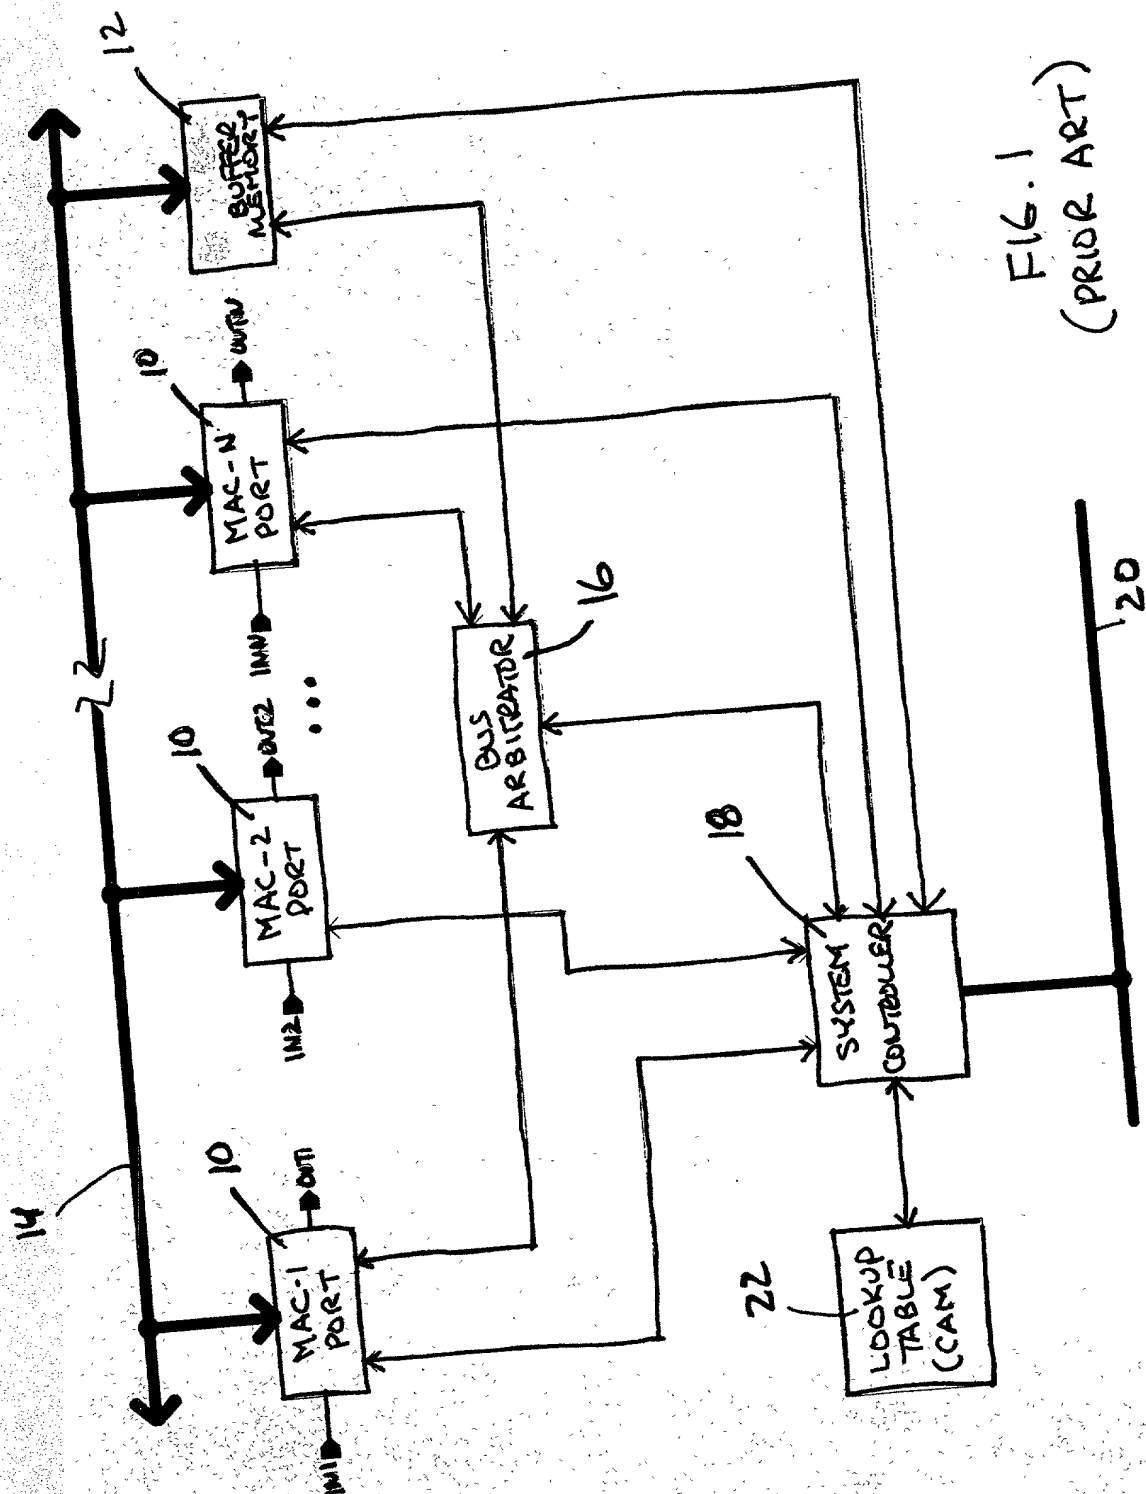 14
12
10
10
10
MAC-1
PORT
MAC-2
PORT
MAC-N
PORT
BUFFER
MEMORY
IN1
OUT1
IN2
OUT2
INN
OUTN
...
BUS
ARBITRATOR
16
18
SYSTEM
CONTROLLER
22
LOOKUP
TABLE
(CAM)
20
FIG. 1
(PRIOR ART)